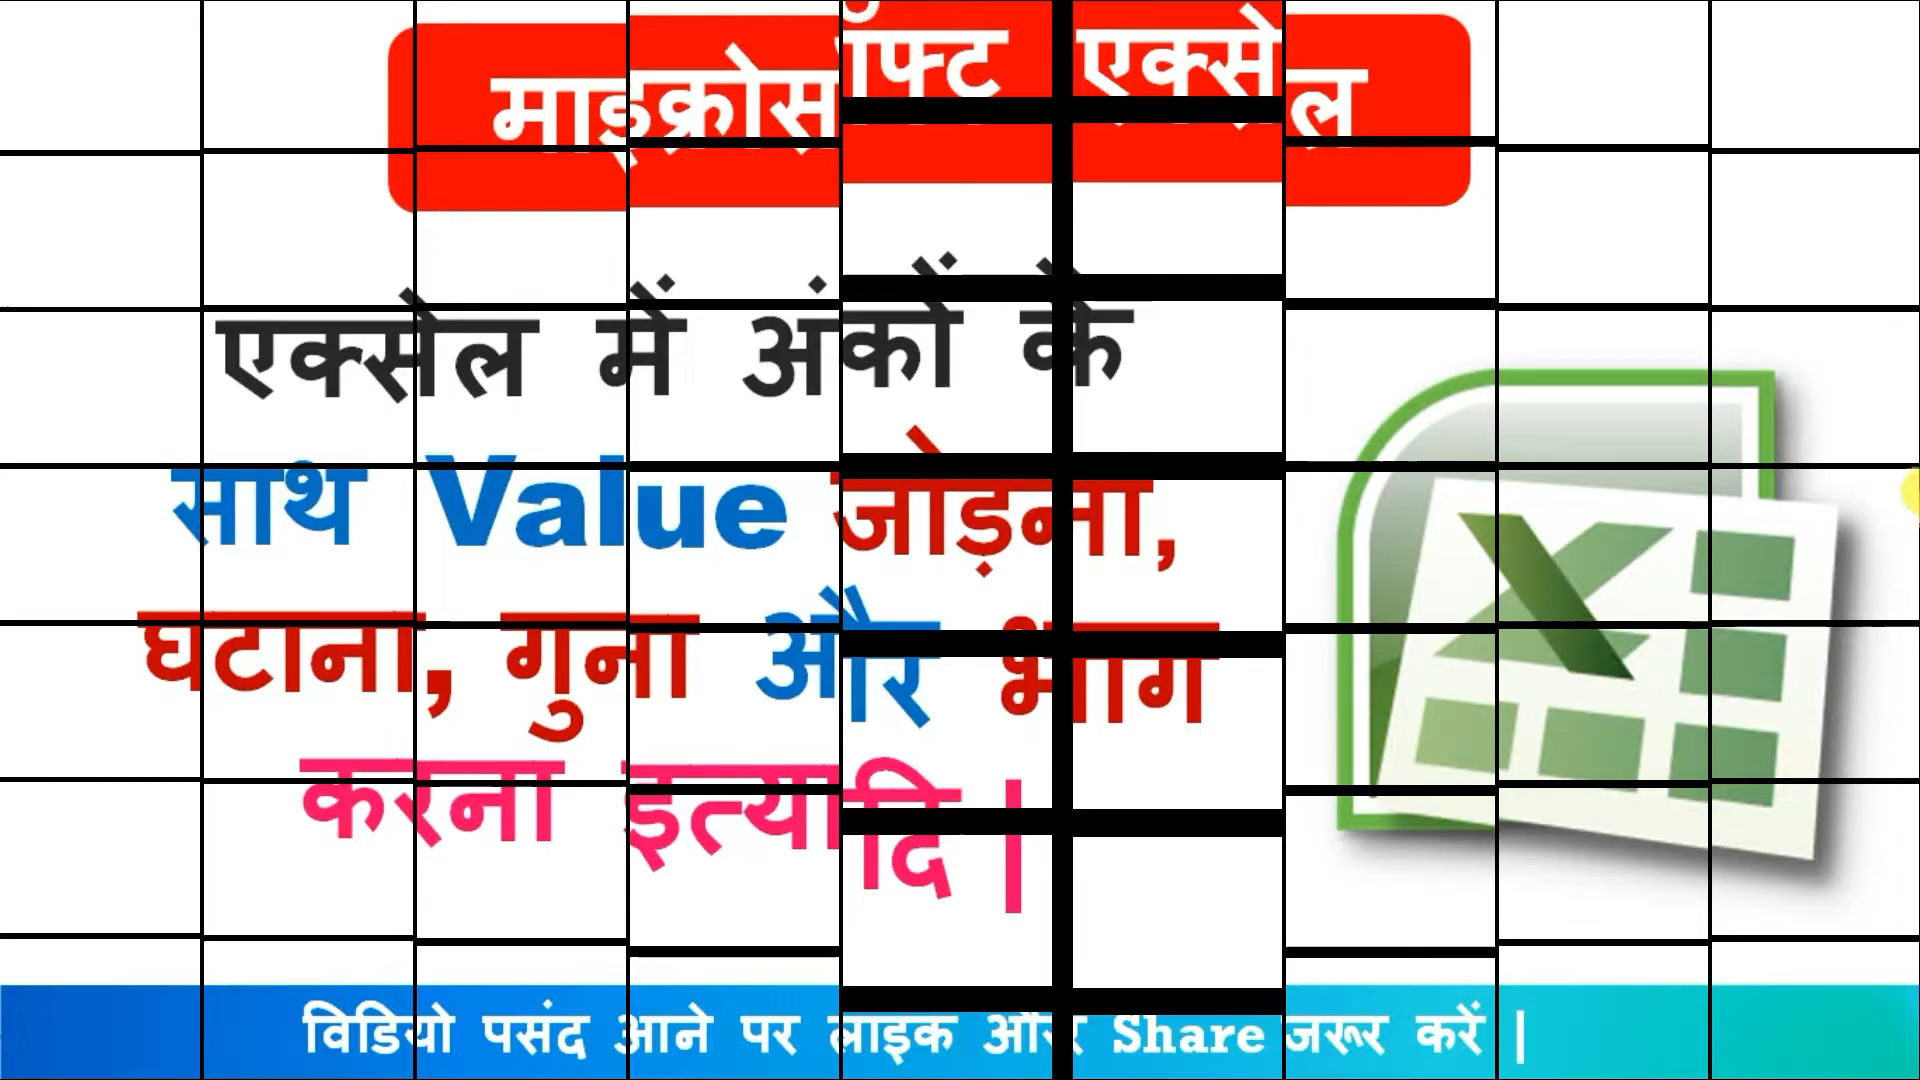 माइक्रोसॉफ्ट एक्सेल
एक्सेल में अंकों के
साथ Value जोड़ना,
घटाना, गुना और भाग
करना इत्यादि |
विडियो पसंद आने पर लाइक और Share जरूर करें |